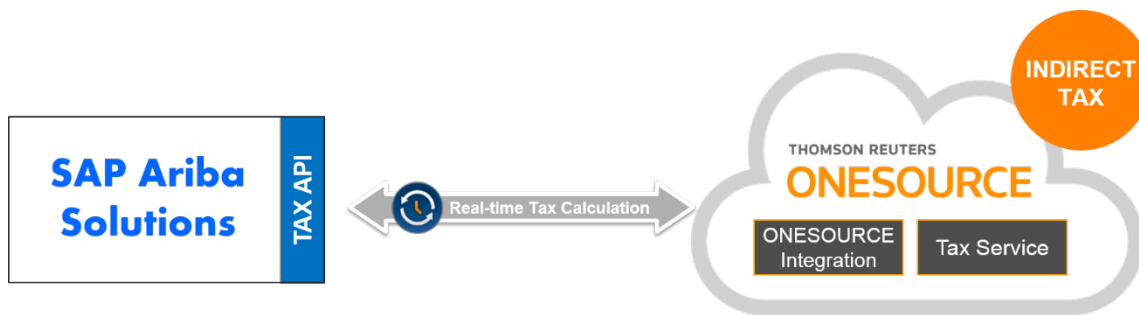 SAP Ariba
Solutions
TAX API
Real-time Tax Calculation
INDIRECT
TAX
THOMSON REUTERS
ONESOURCE
ONESOURCE
Integration
Tax Service